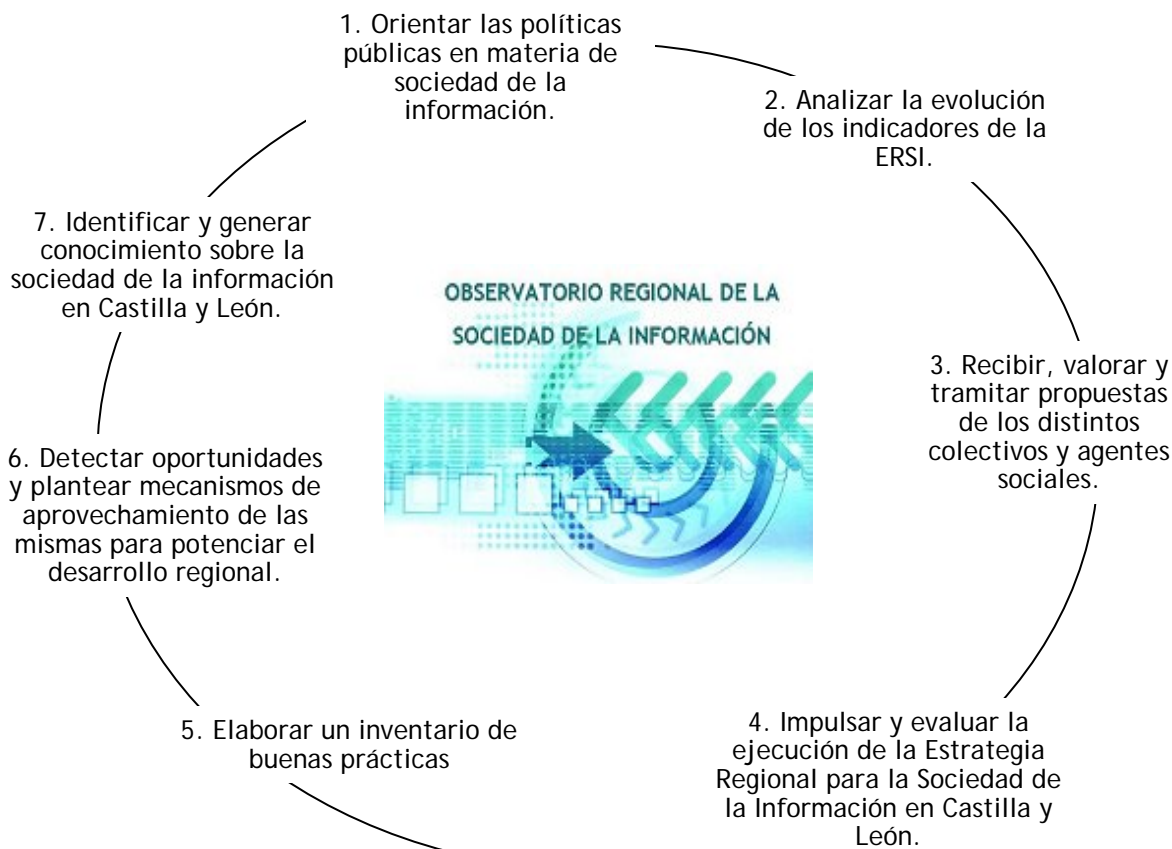 1. Orientar las políticas
públicas en materia de
sociedad de la
información.
2. Analizar la evolución
de los indicadores de la
ERSI.
7. Identificar y generar
conocimiento sobre la
sociedad de la información
en Castilla y León.
OBSERVATORIO REGIONAL DE LA
SOCIEDAD DE LA INFORMACIÓN
3. Recibir, valorar y
tramitar propuestas
de los distintos
colectivos y agentes
sociales.
6. Detectar oportunidades
y plantear mecanismos de
aprovechamiento de las
mismas para potenciar el
desarrollo regional.
5. Elaborar un inventario de
buenas prácticas
4. Impulsar y evaluar la
ejecución de la Estrategia
Regional para la Sociedad de
la Información en Castilla y
León.